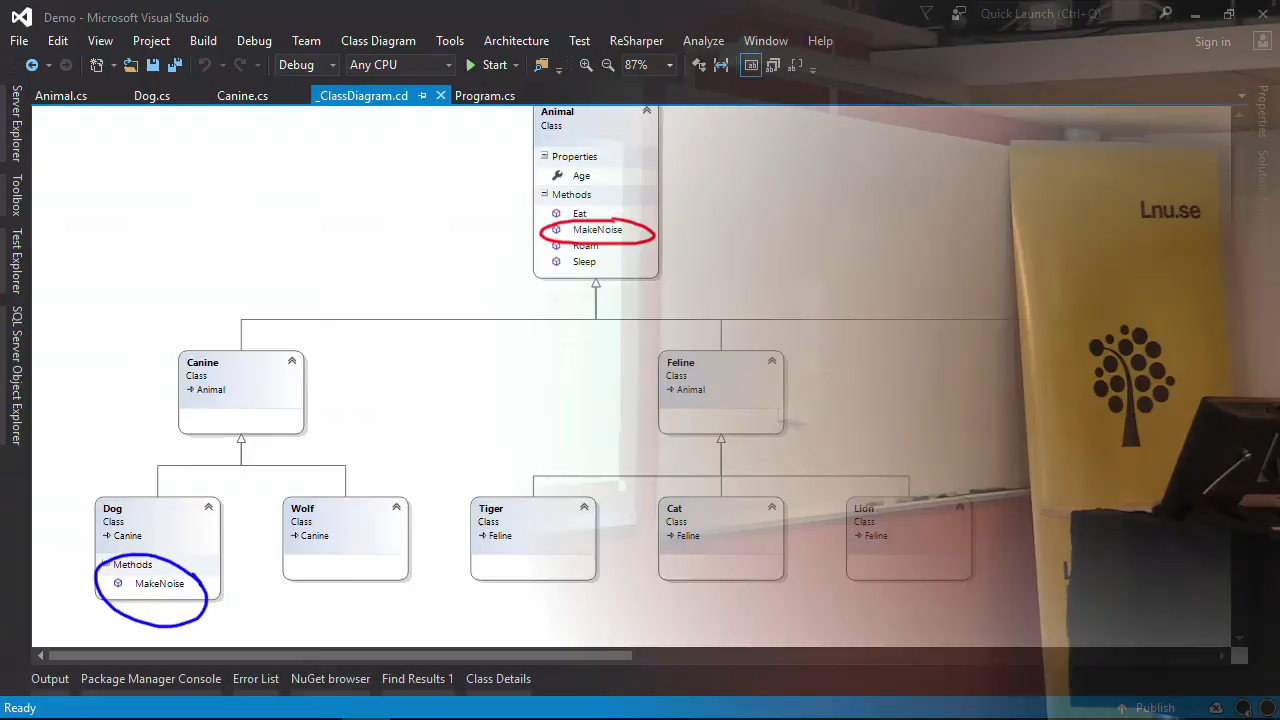 Demo - Microsoft Visual Studio
Quick Launch (Ctrl+Q)
File Edit View Project Build Debug Team Class Diagram Tools Architecture Test ReSharper Analyze Window Help
Sign in
Debug Any CPU Start 87%
Animal.cs Dog.cs Canine.cs _ClassDiagram.cd Program.cs
Server Explorer
Toolbox
Test Explorer
SQL Server Object Explorer
Properties
Animal
Class
Properties
Age
Methods
Eat
MakeNoise
Roam
Sleep
Lnu.se
Canine
Class
Animal
Feline
Class
Animal
Dog
Class
Canine
Methods
MakeNoise
Wolf
Class
Canine
Tiger
Class
Feline
Cat
Class
Feline
Lion
Class
Feline
Output Package Manager Console Error List NuGet browser Find Results 1 Class Details
Ready
Publish